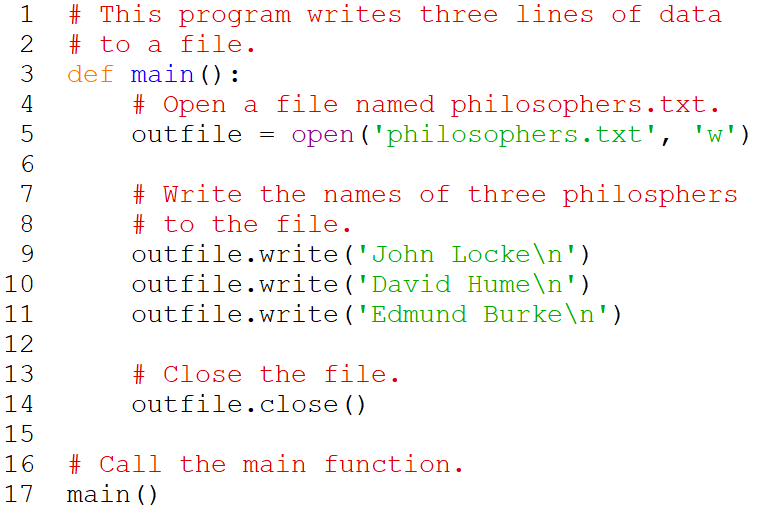 1 # This program writes three lines of data
2 # to a file.
3 def main():
4     # Open a file named philosophers.txt.
5     outfile = open('philosophers.txt', 'w')
6
7     # Write the names of three philosphers
8     # to the file.
9     outfile.write('John Locke\n')
10     outfile.write('David Hume\n')
11     outfile.write('Edmund Burke\n')
12
13     # Close the file.
14     outfile.close()
15
16 # Call the main function.
17 main()